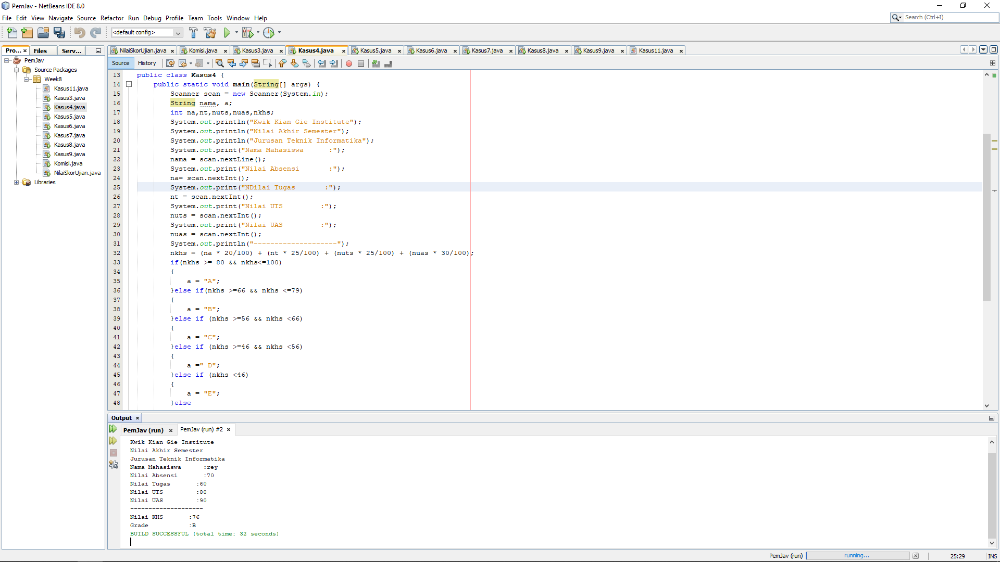 PemJav - NetBeans IDE 8.0
File Edit View Navigate Source Refactor Run Debug Profile Team Tools Window Help
Search (Ctrl+I)
<default config>
Pro... Files Serv...
NilaiSkorUjian.java Komisi.java Kasus3.java Kasus4.java Kasus5.java Kasus6.java Kasus7.java Kasus8.java Kasus9.java Kasus11.java
Source History
PemJav
Source Packages
Week8
Kasus11.java
Kasus3.java
Kasus4.java
Kasus5.java
Kasus6.java
Kasus7.java
Kasus8.java
Kasus9.java
Komisi.java
NilaiSkorUjian.java
Libraries
13 public class Kasus4 {
14 public static void main(String[] args) {
15 Scanner scan = new Scanner(System.in);
16 String nama, a;
17 int na,nt,nuts,nuas,nkhs;
18 System.out.println("Kwik Kian Gie Institute");
19 System.out.println("Nilai Akhir Semester");
20 System.out.println("Jurusan Teknik Informatika");
21 System.out.print("Nama Mahasiswa      :");
22 nama = scan.nextLine();
23 System.out.print("Nilai Absensi       :");
24 na= scan.nextInt();
25 System.out.print("NDilai Tugas       :");
26 nt = scan.nextInt();
27 System.out.print("Nilai UTS         :");
28 nuts = scan.nextInt();
29 System.out.print("Nilai UAS         :");
30 nuas = scan.nextInt();
31 System.out.println("--------------------");
32 nkhs = (na * 20/100) + (nt * 25/100) + (nuts * 25/100) + (nuas * 30/100);
33 if(nkhs >= 80 && nkhs<=100)
34 {
35 a = "A";
36 }else if(nkhs >=66 && nkhs <=79)
37 {
38 a = "B";
39 }else if (nkhs >=56 && nkhs <66)
40 {
41 a = "C";
42 }else if (nkhs >=46 && nkhs <56)
43 {
44 a =" D";
45 }else if (nkhs <46)
46 {
47 a = "E";
48 }else
Output
PemJav (run) PemJav (run) #2
Kwik Kian Gie Institute
Nilai Akhir Semester
Jurusan Teknik Informatika
Nama Mahasiswa      :rey
Nilai Absensi       :70
Nilai Tugas       :60
Nilai UTS         :80
Nilai UAS         :90
--------------------
Nilai KHS       :76
Grade           :B
BUILD SUCCESSFUL (total time: 32 seconds)
PemJav (run) running... 25:29 INS